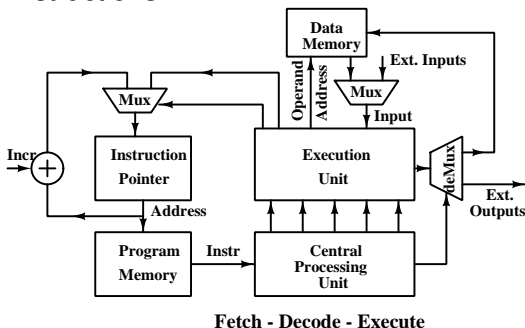 Data
Memory
Ext. Inputs
Operand
Address
Mux
Mux
Input
Incr
+
Instruction
Pointer
Execution
Unit
deMux
Ext.
Outputs
Address
Program
Memory
Instr
Central
Processing
Unit
Fetch - Decode - Execute